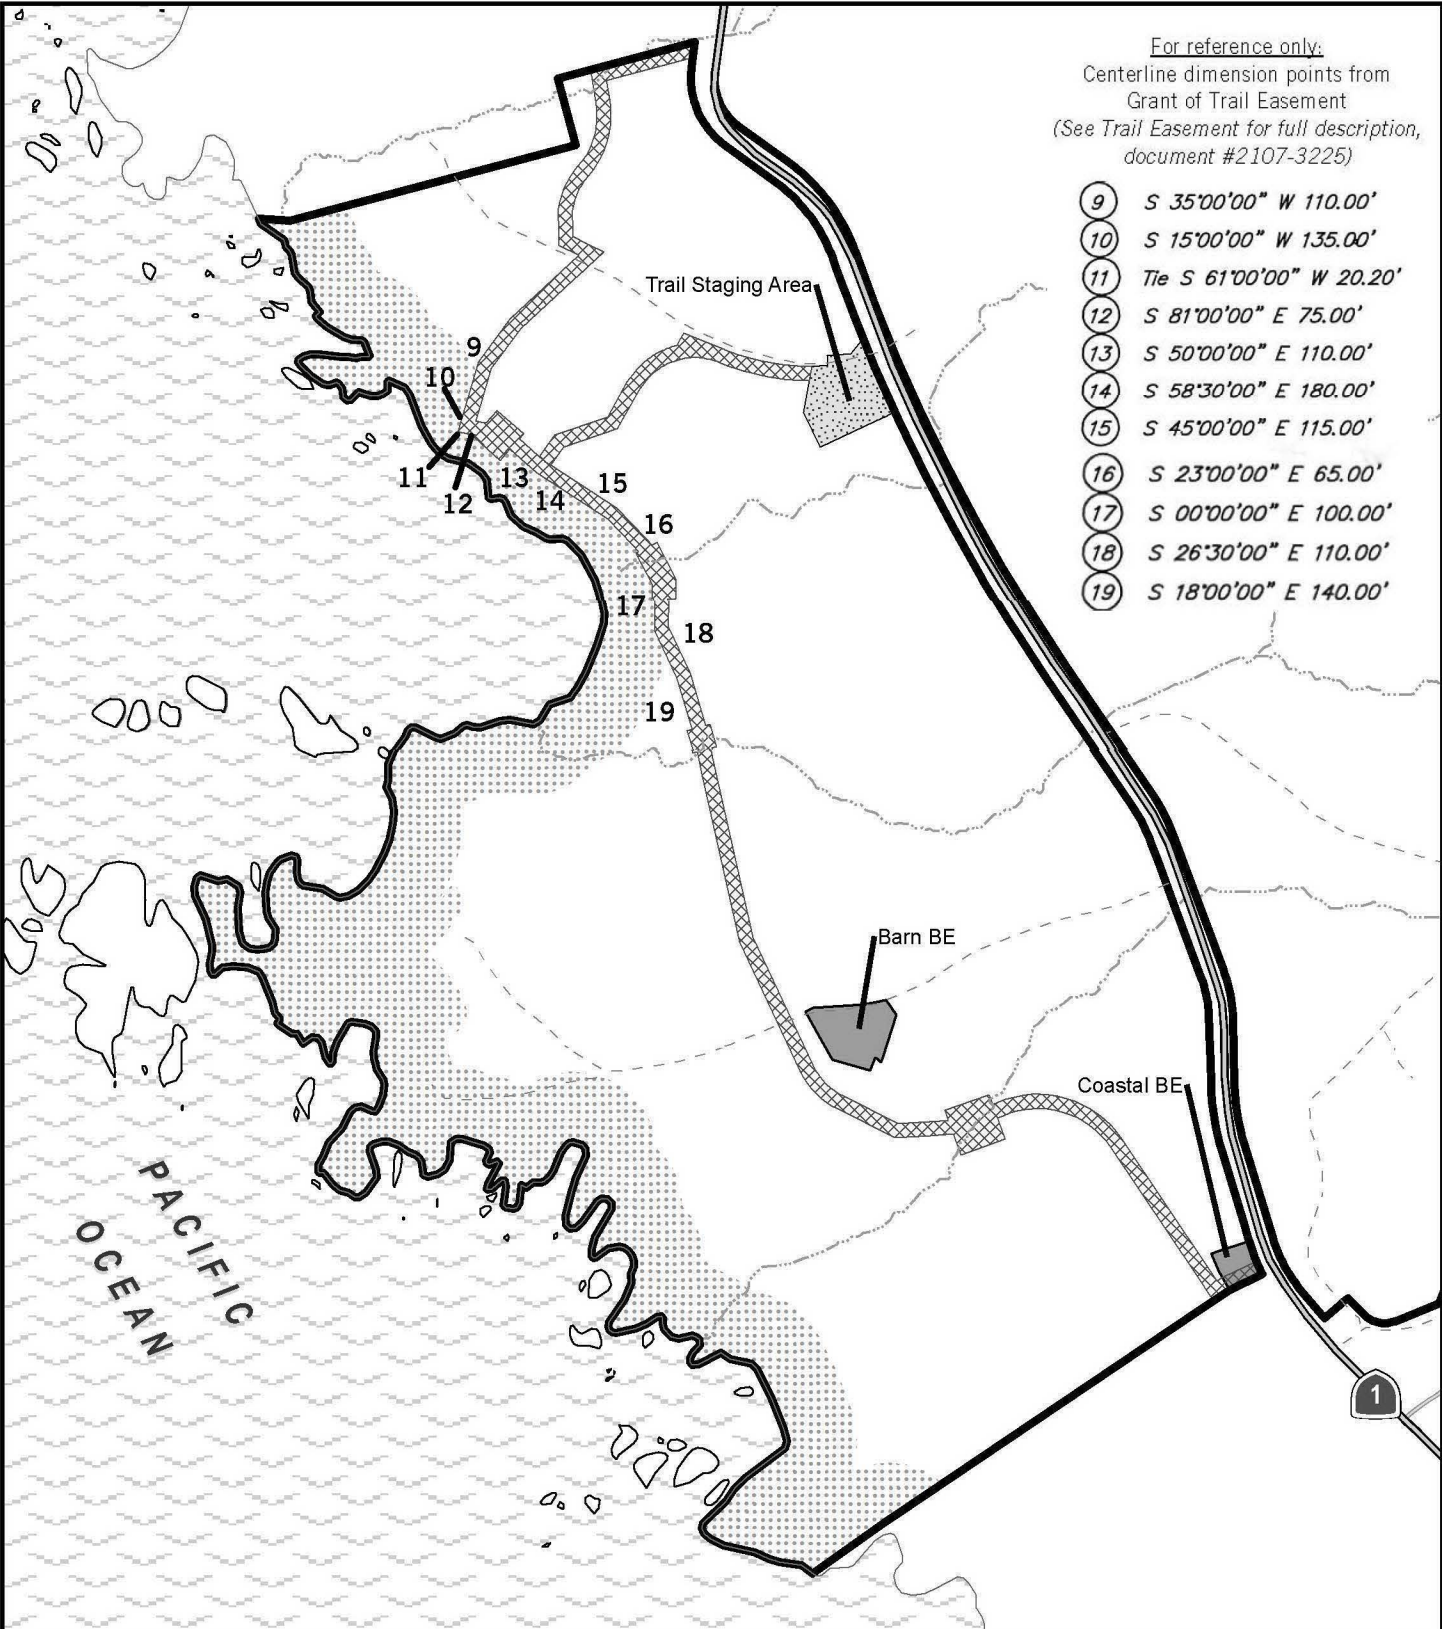 For reference only:
Centerline dimension points from
Grant of Trail Easement
(See Trail Easement for full description,
document #2107-3225)
9 S 35°00'00" W 110.00'
10 S 15°00'00" W 135.00'
11 Tie S 61°00'00" W 20.20'
12 S 81°00'00" E 75.00'
13 S 50°00'00" E 110.00'
14 S 58°30'00" E 180.00'
15 S 45°00'00" E 115.00'
16 S 23°00'00" E 65.00'
17 S 00°00'00" E 100.00'
18 S 26°30'00" E 110.00'
19 S 18°00'00" E 140.00'
Trail Staging Area
9
10
11
12
13
14
15
16
17
18
19
Barn BE
Coastal BE
PACIFIC
OCEAN
1